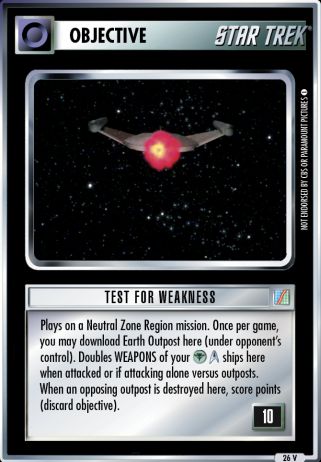 OBJECTIVE
STAR TREK®
NOT ENDORSED BY CBS OR PARAMOUNT PICTURES
TEST FOR WEAKNESS
Plays on a Neutral Zone Region mission. Once per game,
you may download Earth Outpost here (under opponent's
control). Doubles WEAPONS of your ships here
when attacked or if attacking alone versus outposts.
When an opposing outpost is destroyed here, score points
(discard objective).
10
26 V